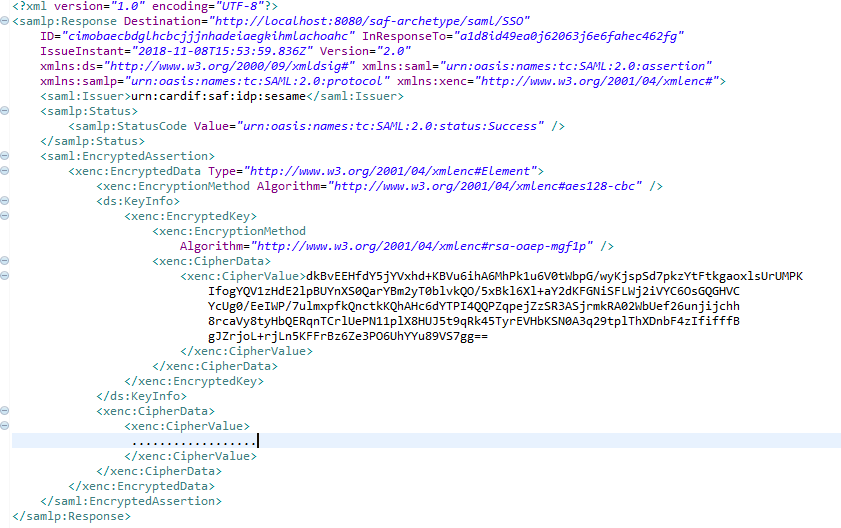 <?xml version="1.0" encoding="UTF-8"?>
<samlp:Response Destination="http://localhost:8080/saf-archetype/saml/SSO"
ID="cimobaecbdglhcbcjjjnhadeiaegkihmlachoahc" InResponseTo="a1d8id49ea0j62063j6e6fahec462fg"
IssueInstant="2018-11-08T15:53:59.836Z" Version="2.0"
xmlns:ds="http://www.w3.org/2000/09/xmldsig#" xmlns:saml="urn:oasis:names:tc:SAML:2.0:assertion"
xmlns:samlp="urn:oasis:names:tc:SAML:2.0:protocol" xmlns:xenc="http://www.w3.org/2001/04/xmlenc#">
<saml:Issuer>urn:cardif:saf:idp:sesame</saml:Issuer>
<samlp:Status>
<samlp:StatusCode Value="urn:oasis:names:tc:SAML:2.0:status:Success" />
</samlp:Status>
<saml:EncryptedAssertion>
<xenc:EncryptedData Type="http://www.w3.org/2001/04/xmlenc#Element">
<xenc:EncryptionMethod Algorithm="http://www.w3.org/2001/04/xmlenc#aes128-cbc" />
<ds:KeyInfo>
<xenc:EncryptedKey>
<xenc:EncryptionMethod
Algorithm="http://www.w3.org/2001/04/xmlenc#rsa-oaep-mgf1p" />
<xenc:CipherData>
<xenc:CipherValue>dkBvEEHfdY5jYVxhd+KBVu6ihA6MhPk1u6V0tWbpG/wyKjspSd7pkzYtFtkgaoxlsUrUMPK
IfogYQV1zHdE2lpBUYnXS0QarYBm2yT0blvkQO/5xBkl6Xl+aY2dKFGNiSFLWj2iVYC6OsGQGHVC
YcUg0/EeIWP/7ulmxpfkQnctkKQhAHc6dYTPI4QQPZqpejZzSR3ASjrmkRA02WbUef26unjijchh
8rcaVy8tyHbQERqnTCrlUePN11plX8HUJ5t9qRk45TyrEVHbKSN0A3q29tplThXDnbF4zIfifffB
gJZrjoL+rjLn5KFFrBz6Ze3PO6UhYYu89VS7gg==
</xenc:CipherValue>
</xenc:CipherData>
</xenc:EncryptedKey>
</ds:KeyInfo>
<xenc:CipherData>
<xenc:CipherValue>
..................
</xenc:CipherValue>
</xenc:CipherData>
</xenc:EncryptedData>
</saml:EncryptedAssertion>
</samlp:Response>